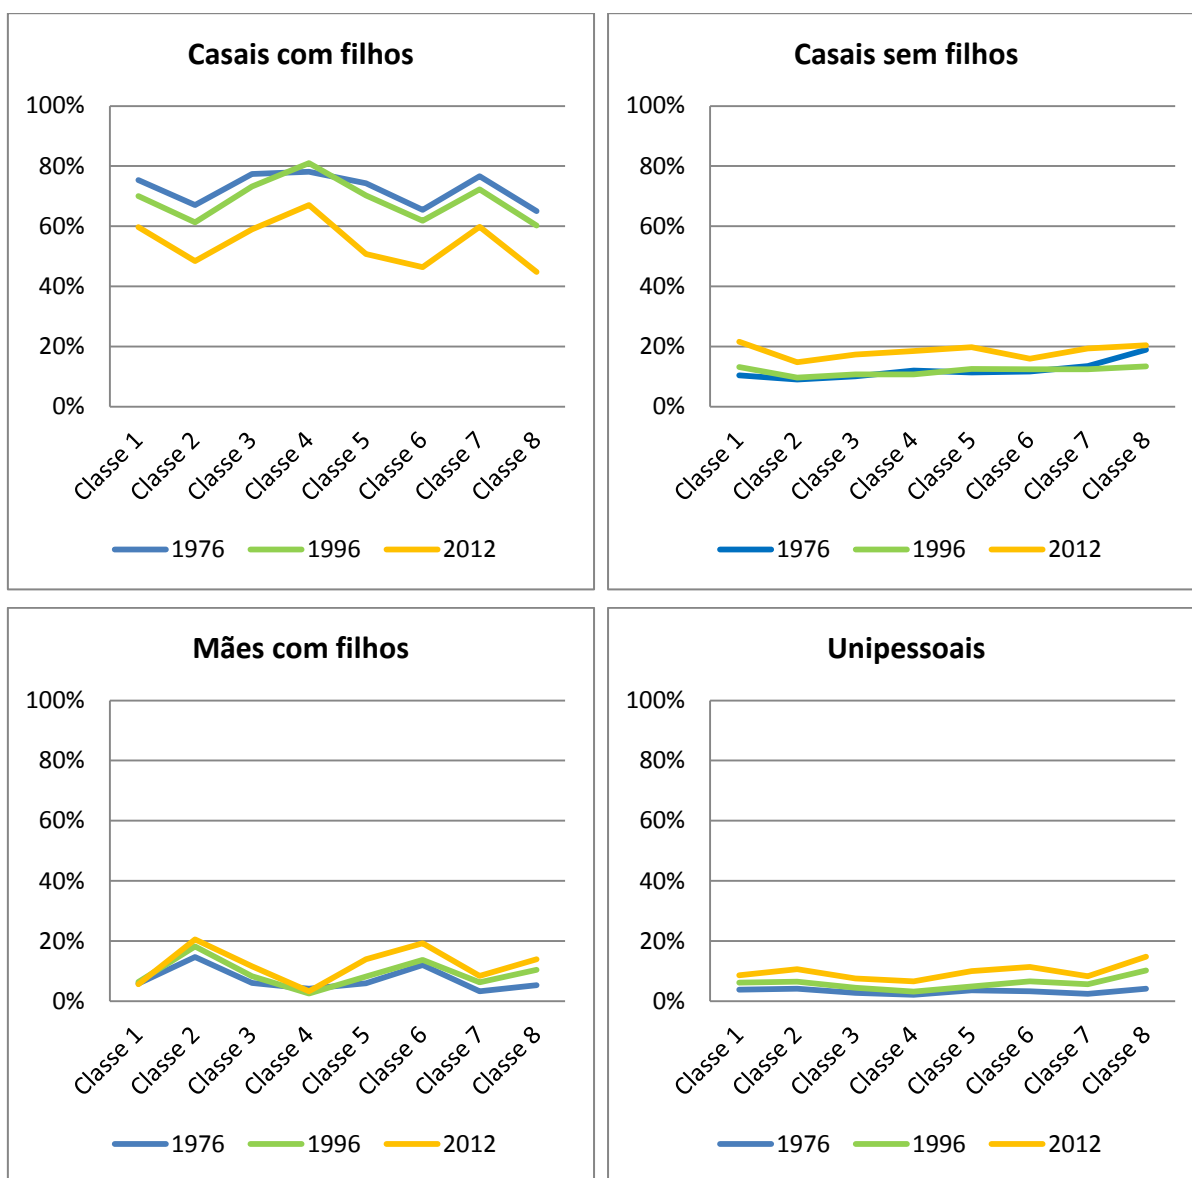 Casais com filhos
100%
80%
60%
40%
20%
0%
Classe 1
Classe 2
Classe 3
Classe 4
Classe 5
Classe 6
Classe 7
Classe 8
1976 1996 2012
Casais sem filhos
100%
80%
60%
40%
20%
0%
Classe 1
Classe 2
Classe 3
Classe 4
Classe 5
Classe 6
Classe 7
Classe 8
1976 1996 2012
Mães com filhos
100%
80%
60%
40%
20%
0%
Classe 1
Classe 2
Classe 3
Classe 4
Classe 5
Classe 6
Classe 7
Classe 8
1976 1996 2012
Unipessoais
100%
80%
60%
40%
20%
0%
Classe 1
Classe 2
Classe 3
Classe 4
Classe 5
Classe 6
Classe 7
Classe 8
1976 1996 2012